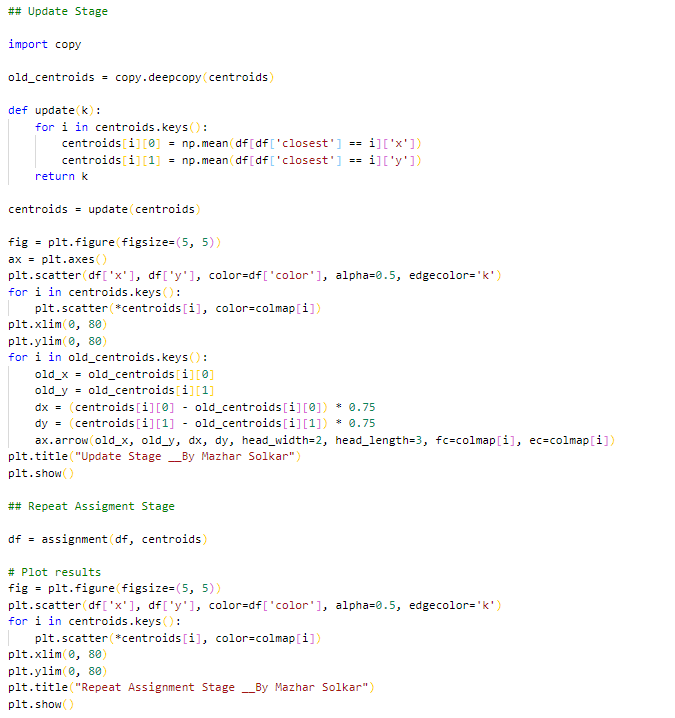 ## Update Stage
import copy
old_centroids = copy.deepcopy(centroids)
def update(k):
    for i in centroids.keys():
        centroids[i][0] = np.mean(df[df['closest'] == i]['x'])
        centroids[i][1] = np.mean(df[df['closest'] == i]['y'])
    return k
centroids = update(centroids)
fig = plt.figure(figsize=(5, 5))
ax = plt.axes()
plt.scatter(df['x'], df['y'], color=df['color'], alpha=0.5, edgecolor='k')
for i in centroids.keys():
    plt.scatter(*centroids[i], color=colmap[i])
plt.xlim(0, 80)
plt.ylim(0, 80)
for i in old_centroids.keys():
    old_x = old_centroids[i][0]
    old_y = old_centroids[i][1]
    dx = (centroids[i][0] - old_centroids[i][0]) * 0.75
    dy = (centroids[i][1] - old_centroids[i][1]) * 0.75
    ax.arrow(old_x, old_y, dx, dy, head_width=2, head_length=3, fc=colmap[i], ec=colmap[i])
plt.title("Update Stage __By Mazhar Solkar")
plt.show()
## Repeat Assigment Stage
df = assignment(df, centroids)
# Plot results
fig = plt.figure(figsize=(5, 5))
plt.scatter(df['x'], df['y'], color=df['color'], alpha=0.5, edgecolor='k')
for i in centroids.keys():
    plt.scatter(*centroids[i], color=colmap[i])
plt.xlim(0, 80)
plt.ylim(0, 80)
plt.title("Repeat Assignment Stage __By Mazhar Solkar")
plt.show()